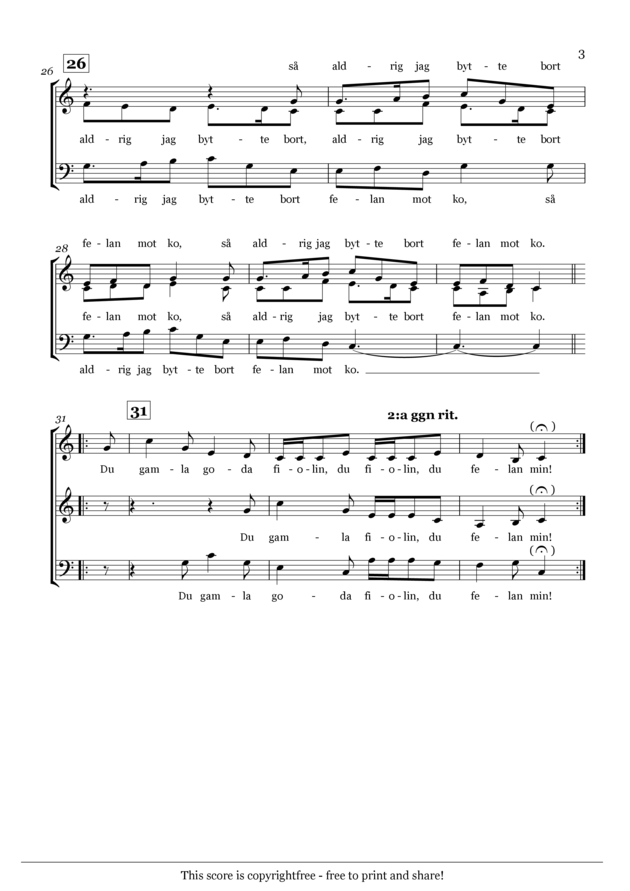 3
26 26
så ald - rig jag byt - te bort
ald - rig jag byt - te bort, ald - rig jag byt - te bort
ald - rig jag byt - te bort fe - lan mot ko, så
fe - lan mot ko, så ald - rig jag byt - te bort fe - lan mot ko.
28
fe - lan mot ko, så ald - rig jag byt - te bort fe - lan mot ko.
ald - rig jag byt - te bort fe - lan mot ko.
31 31 2:a ggn rit.
Du gam - la go - da fi - o - lin, du fi - o - lin, du fe - lan min!
Du gam - la fi - o - lin, du fe - lan min!
Du gam - la go - da fi - o - lin, du fe - lan min!
This score is copyrightfree - free to print and share!